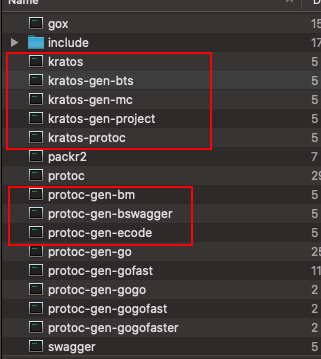 Name
D
gox 15
include 17
kratos 5
kratos-gen-bts 5
kratos-gen-mc 5
kratos-gen-project 5
kratos-protoc 5
packr2 7
protoc 29
protoc-gen-bm 5
protoc-gen-bswagger 5
protoc-gen-ecode 5
protoc-gen-go 25
protoc-gen-gofast 11
protoc-gen-gogo 2
protoc-gen-gogofast 2
protoc-gen-gogofaster 2
swagger 5